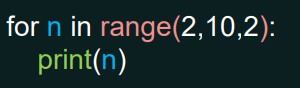 for n in range(2,10,2):
    print(n)